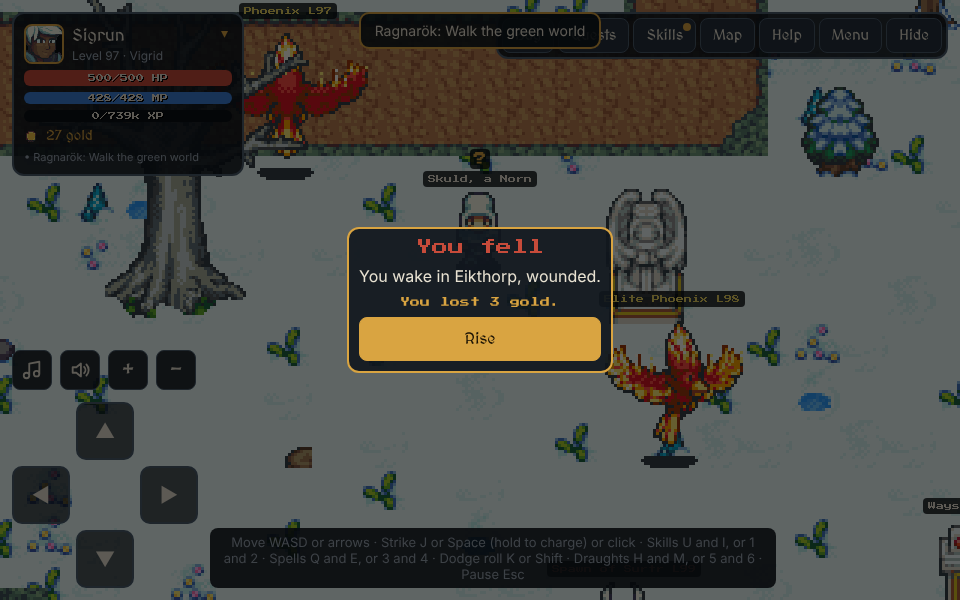 Phoenix L97
Sigrun
Level 97 · Vigrid
500/500 HP
428/428 MP
0/739k XP
27 gold
• Ragnarök: Walk the green world
Ragnarök: Walk the green world
Skills
Map
Help
Menu
Hide
?
Skuld, a Norn
You fell
You wake in Eikthorp, wounded.
You lost 3 gold.
Rise
lite Phoenix L98
+
−
Ways
Move WASD or arrows · Strike J or Space (hold to charge) or click · Skills U and I, or 1
and 2 · Spells Q and E, or 3 and 4 · Dodge roll K or Shift · Draughts H and M, or 5 and 6 ·
Pause Esc